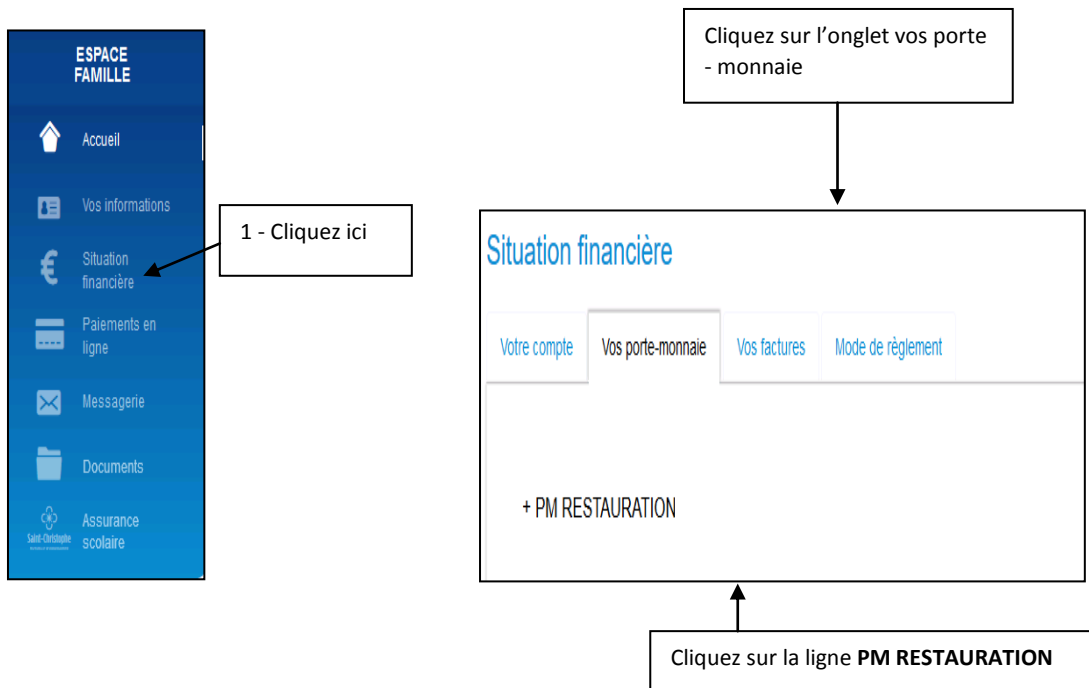 ESPACE
FAMILLE
Accueil
Vos informations
Situation
financière
Paiements en
ligne
Messagerie
Documents
Saint-Christophe
Assurance
scolaire
1 - Cliquez ici
Cliquez sur l'onglet vos porte
- monnaie
Situation financière
Votre compte Vos porte-monnaie Vos factures Mode de règlement
+ PM RESTAURATION
Cliquez sur la ligne PM RESTAURATION